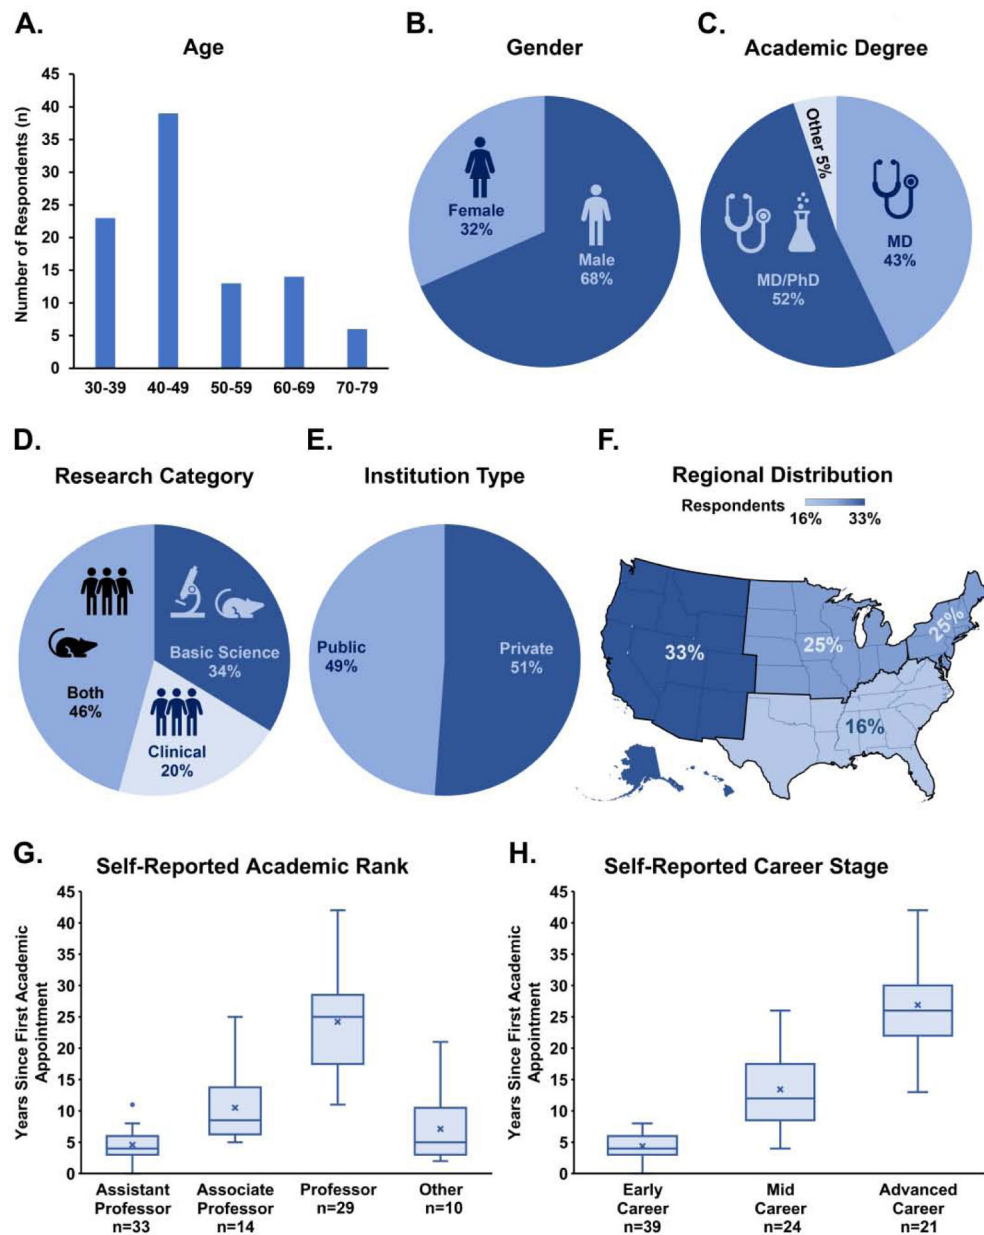 A.
Age
Number of Respondents (n)
45
40
35
30
25
20
15
10
5
0
30-39 40-49 50-59 60-69 70-79
B.
Gender
Female
32%
Male
68%
C.
Academic Degree
Other 5%
MD
43%
MD/PhD
52%
D.
Research Category
Basic Science
34%
Both
46%
Clinical
20%
E.
Institution Type
Public
49%
Private
51%
F.
Regional Distribution
Respondents
16% 33%
33%
25%
25%
16%
G.
Self-Reported Academic Rank
Years Since First Academic
Appointment
45
40
35
30
25
20
15
10
5
0
Assistant
Professor
n=33
Associate
Professor
n=14
Professor
n=29
Other
n=10
H.
Self-Reported Career Stage
Years Since First Academic
Appointment
45
40
35
30
25
20
15
10
5
0
Early
Career
n=39
Mid
Career
n=24
Advanced
Career
n=21